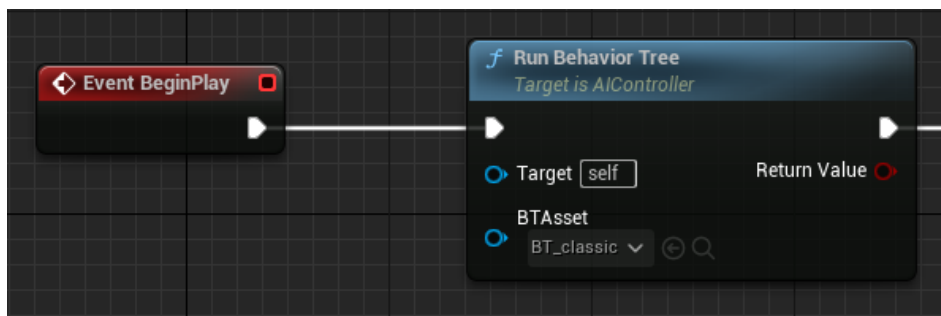 Event BeginPlay
f Run Behavior Tree
Target is AIController
Target self
Return Value
BTAsset
BT_classic